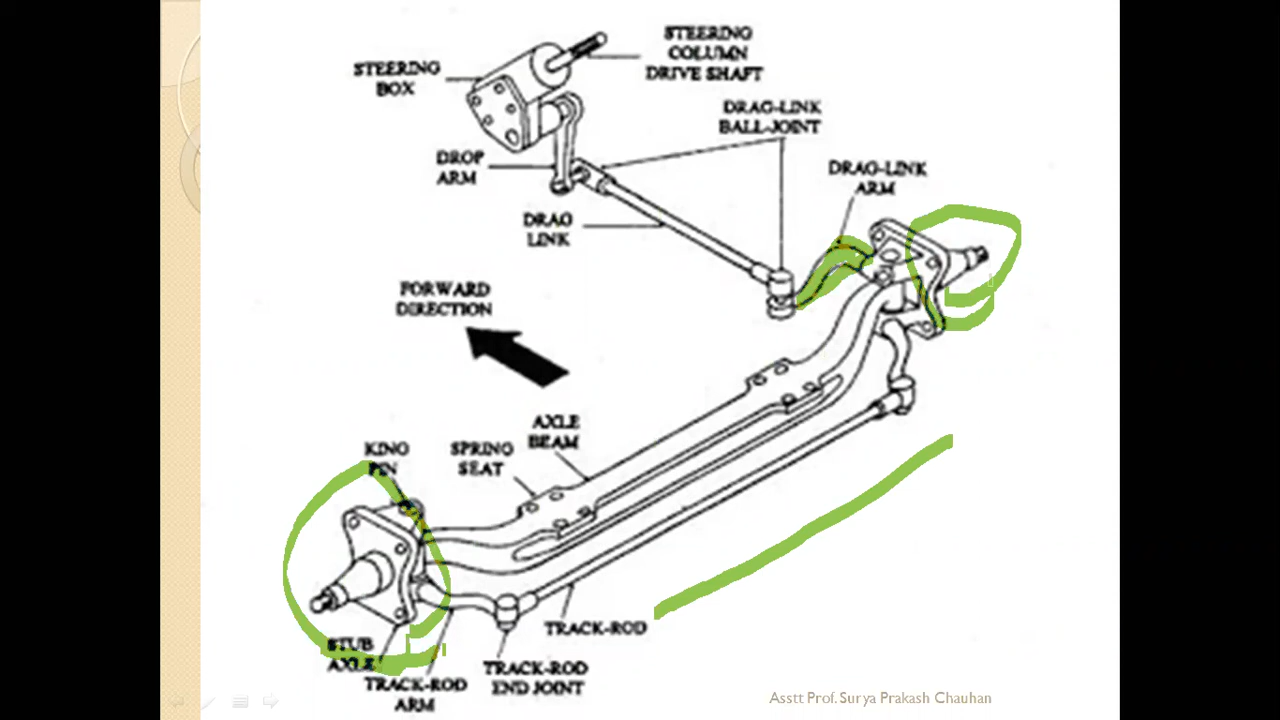 STEERING
COLUMN
DRIVE SHAFT
STEERING
BOX
DRAG-LINK
BALL-JOINT
DROP
ARM
DRAG-LINK
ARM
DRAG
LINK
FORWARD
DIRECTION
AXLE
BEAM
KING
PIN
SPRING
SEAT
TRACK-ROD
STUB
AXLE
TRACK-ROD
ARM
TRACK-ROD
END JOINT
Asstt Prof. Surya Prakash Chauhan